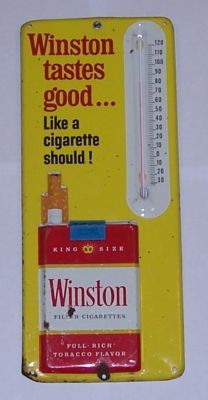 Winston
tastes
good...
Like a
cigarette
should!
120
110
100
90
80
70
60
50
40
30
20
10
0
10
20
30
KING SIZE
Winston
FILTER·CIGARETTES
FULL·RICH
TOBACCO FLAVOR